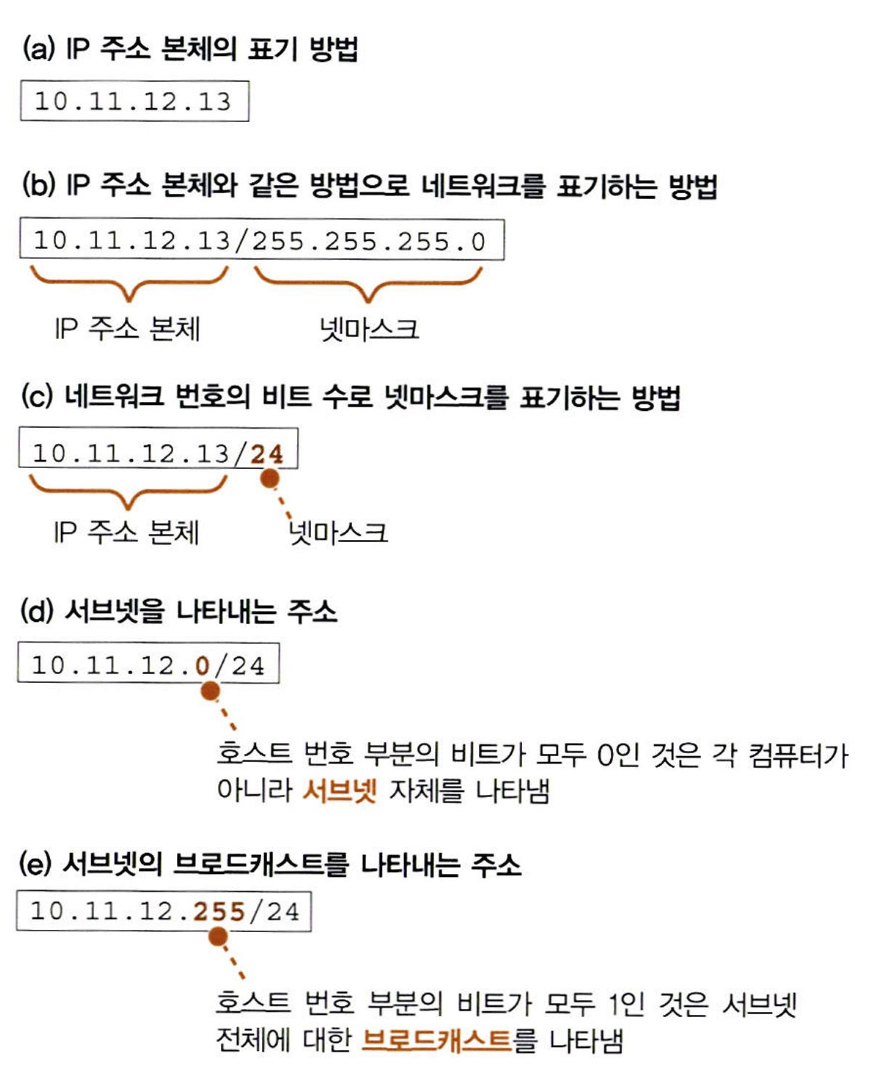 (a) IP 주소 본체의 표기 방법
10.11.12.13
(b) IP 주소 본체와 같은 방법으로 네트워크를 표기하는 방법
10.11.12.13/255.255.255.0
IP 주소 본체 넷마스크
(c) 네트워크 번호의 비트 수로 넷마스크를 표기하는 방법
10.11.12.13/24
IP 주소 본체 넷마스크
(d) 서브넷을 나타내는 주소
10.11.12.0/24
호스트 번호 부분의 비트가 모두 0인 것은 각 컴퓨터가
아니라 서브넷 자체를 나타냄
(e) 서브넷의 브로드캐스트를 나타내는 주소
10.11.12.255/24
호스트 번호 부분의 비트가 모두 1인 것은 서브넷
전체에 대한 브로드캐스트를 나타냄